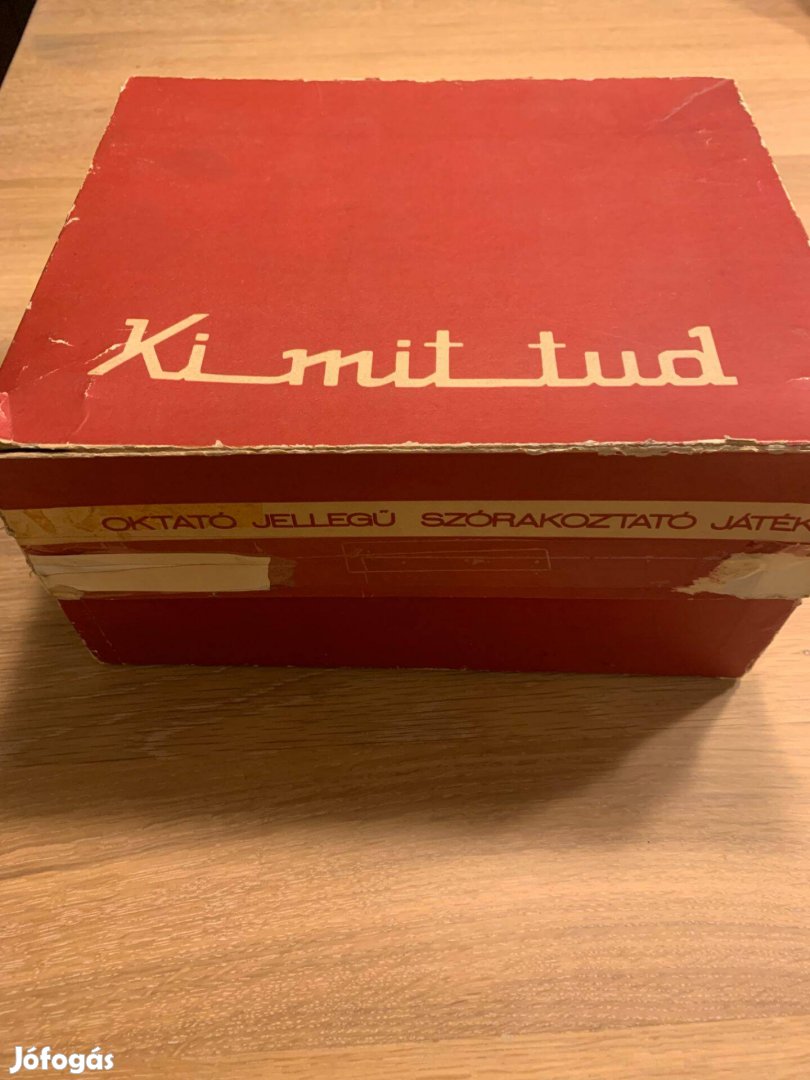 Ki mit tud
OKTATÓ JELLEGŰ SZÓRAKOZTATÓ JÁTÉK
Jófogás